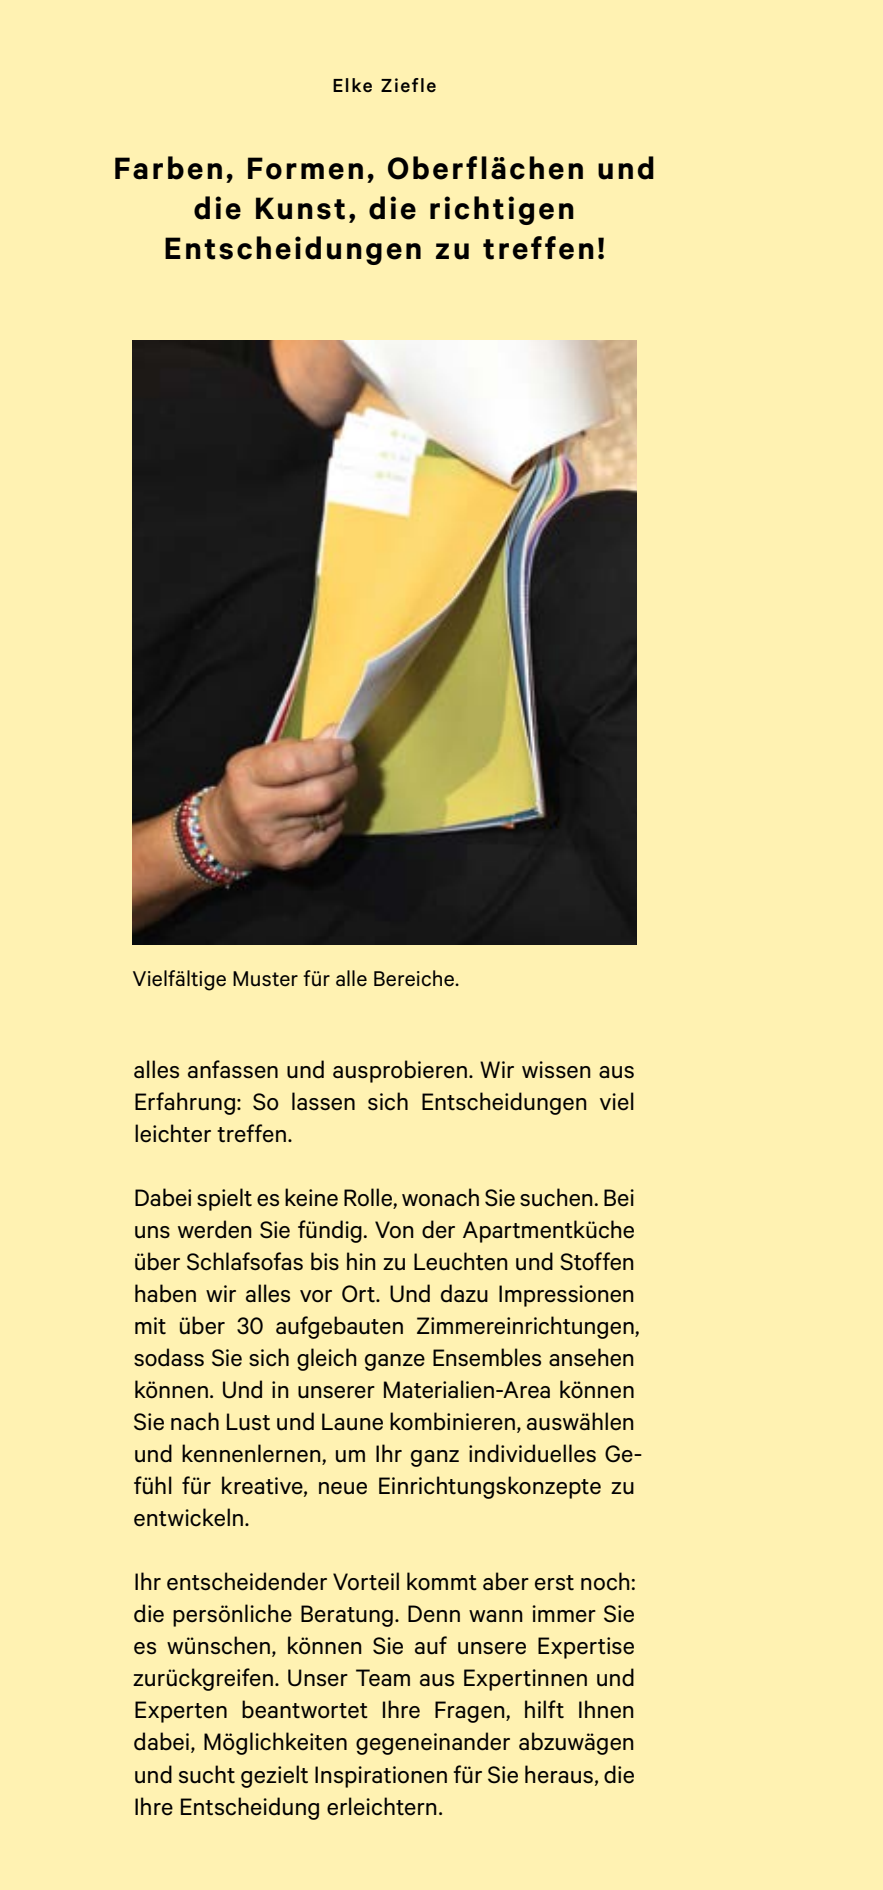 Elke Ziefle
Farben, Formen, Oberflächen und
die Kunst, die richtigen
Entscheidungen zu treffen!
Vielfältige Muster für alle Bereiche.
alles anfassen und ausprobieren. Wir wissen aus
Erfahrung: So lassen sich Entscheidungen viel
leichter treffen.
Dabei spielt es keine Rolle, wonach Sie suchen. Bei
uns werden Sie fündig. Von der Apartmentküche
über Schlafsofas bis hin zu Leuchten und Stoffen
haben wir alles vor Ort. Und dazu Impressionen
mit über 30 aufgebauten Zimmereinrichtungen,
sodass Sie sich gleich ganze Ensembles ansehen
können. Und in unserer Materialien-Area können
Sie nach Lust und Laune kombinieren, auswählen
und kennenlernen, um Ihr ganz individuelles Ge-
fühl für kreative, neue Einrichtungskonzepte zu
entwickeln.
Ihr entscheidender Vorteil kommt aber erst noch:
die persönliche Beratung. Denn wann immer Sie
es wünschen, können Sie auf unsere Expertise
zurückgreifen. Unser Team aus Expertinnen und
Experten beantwortet Ihre Fragen, hilft Ihnen
dabei, Möglichkeiten gegeneinander abzuwägen
und sucht gezielt Inspirationen für Sie heraus, die
Ihre Entscheidung erleichtern.